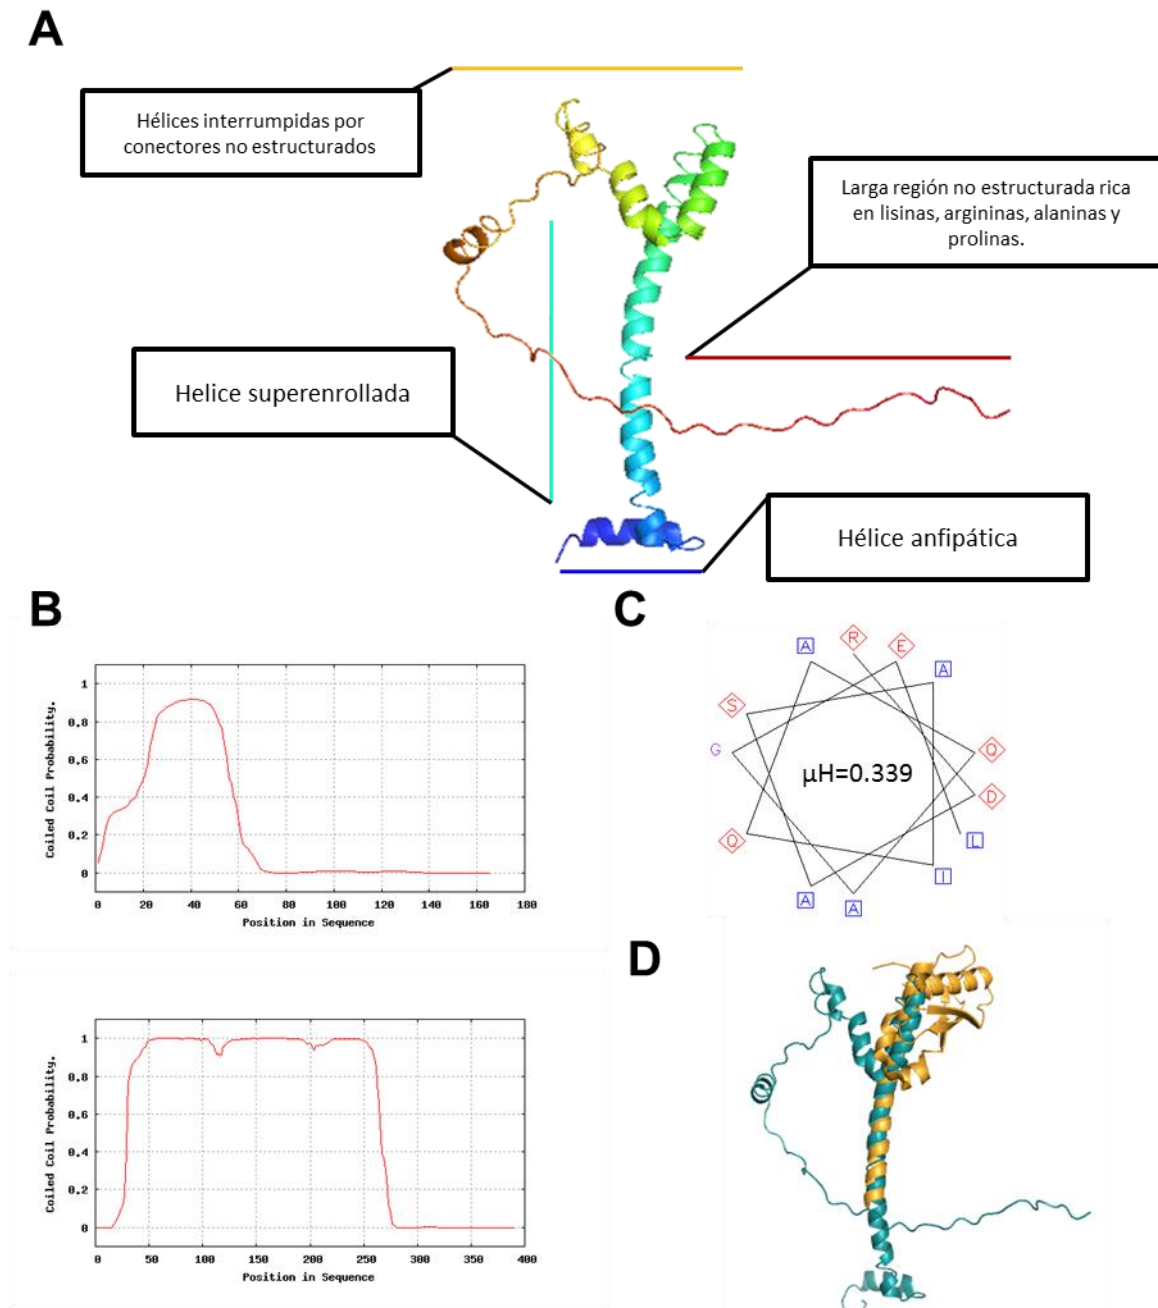 A
Hélices interrumpidas por
conectores no estructurados
Larga región no estructurada rica
en lisinas, argininas, alaninas y
prolinas.
Helice superenrollada
Hélice anfipática
B
Coiled Coil Probability.
1
0.8
0.6
0.4
0.2
0
0 20 40 60 80 100 120 140 160 180
Position in Sequence
Coiled Coil Probability.
1
0.8
0.6
0.4
0.2
0
0 50 100 150 200 250 300 350 400
Position in Sequence
C
A R E A
S
G Q
µH=0.339
D
Q L
I
A A
D